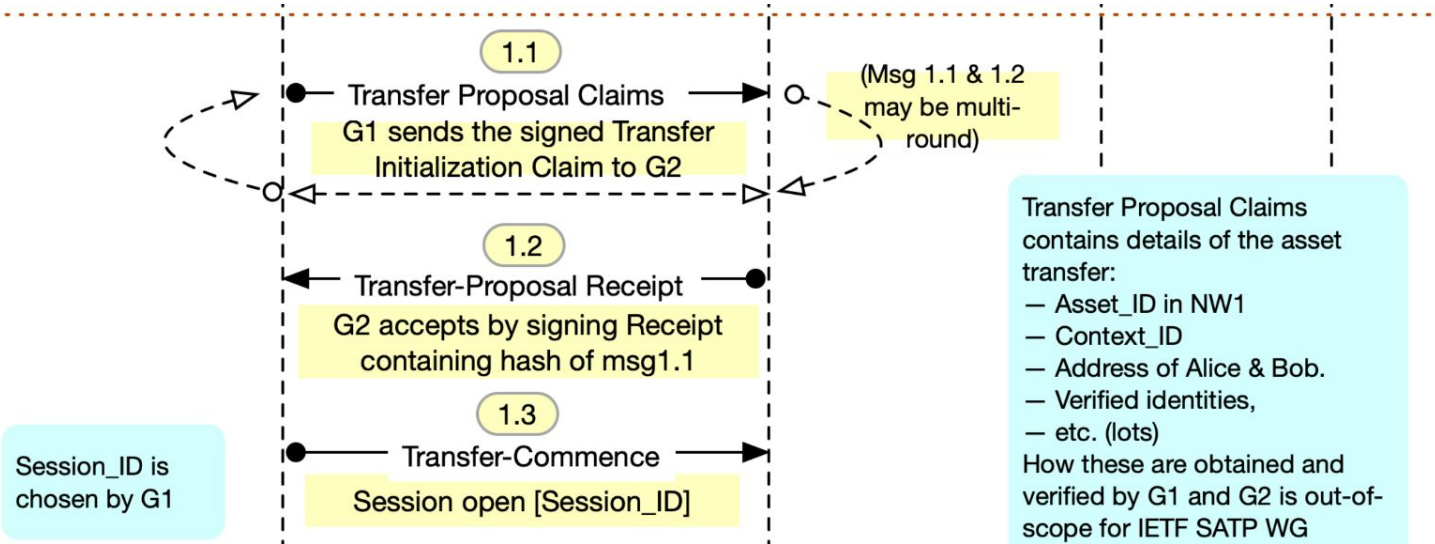 1.1
Transfer Proposal Claims
G1 sends the signed Transfer
Initialization Claim to G2
(Msg 1.1 & 1.2
may be multi-
round)
1.2
Transfer-Proposal Receipt
G2 accepts by signing Receipt
containing hash of msg1.1
1.3
Transfer-Commence
Session open [Session_ID]
Session_ID is
chosen by G1
Transfer Proposal Claims
contains details of the asset
transfer:
— Asset_ID in NW1
— Context_ID
— Address of Alice & Bob.
— Verified identities,
— etc. (lots)
How these are obtained and
verified by G1 and G2 is out-of-
scope for IETF SATP WG